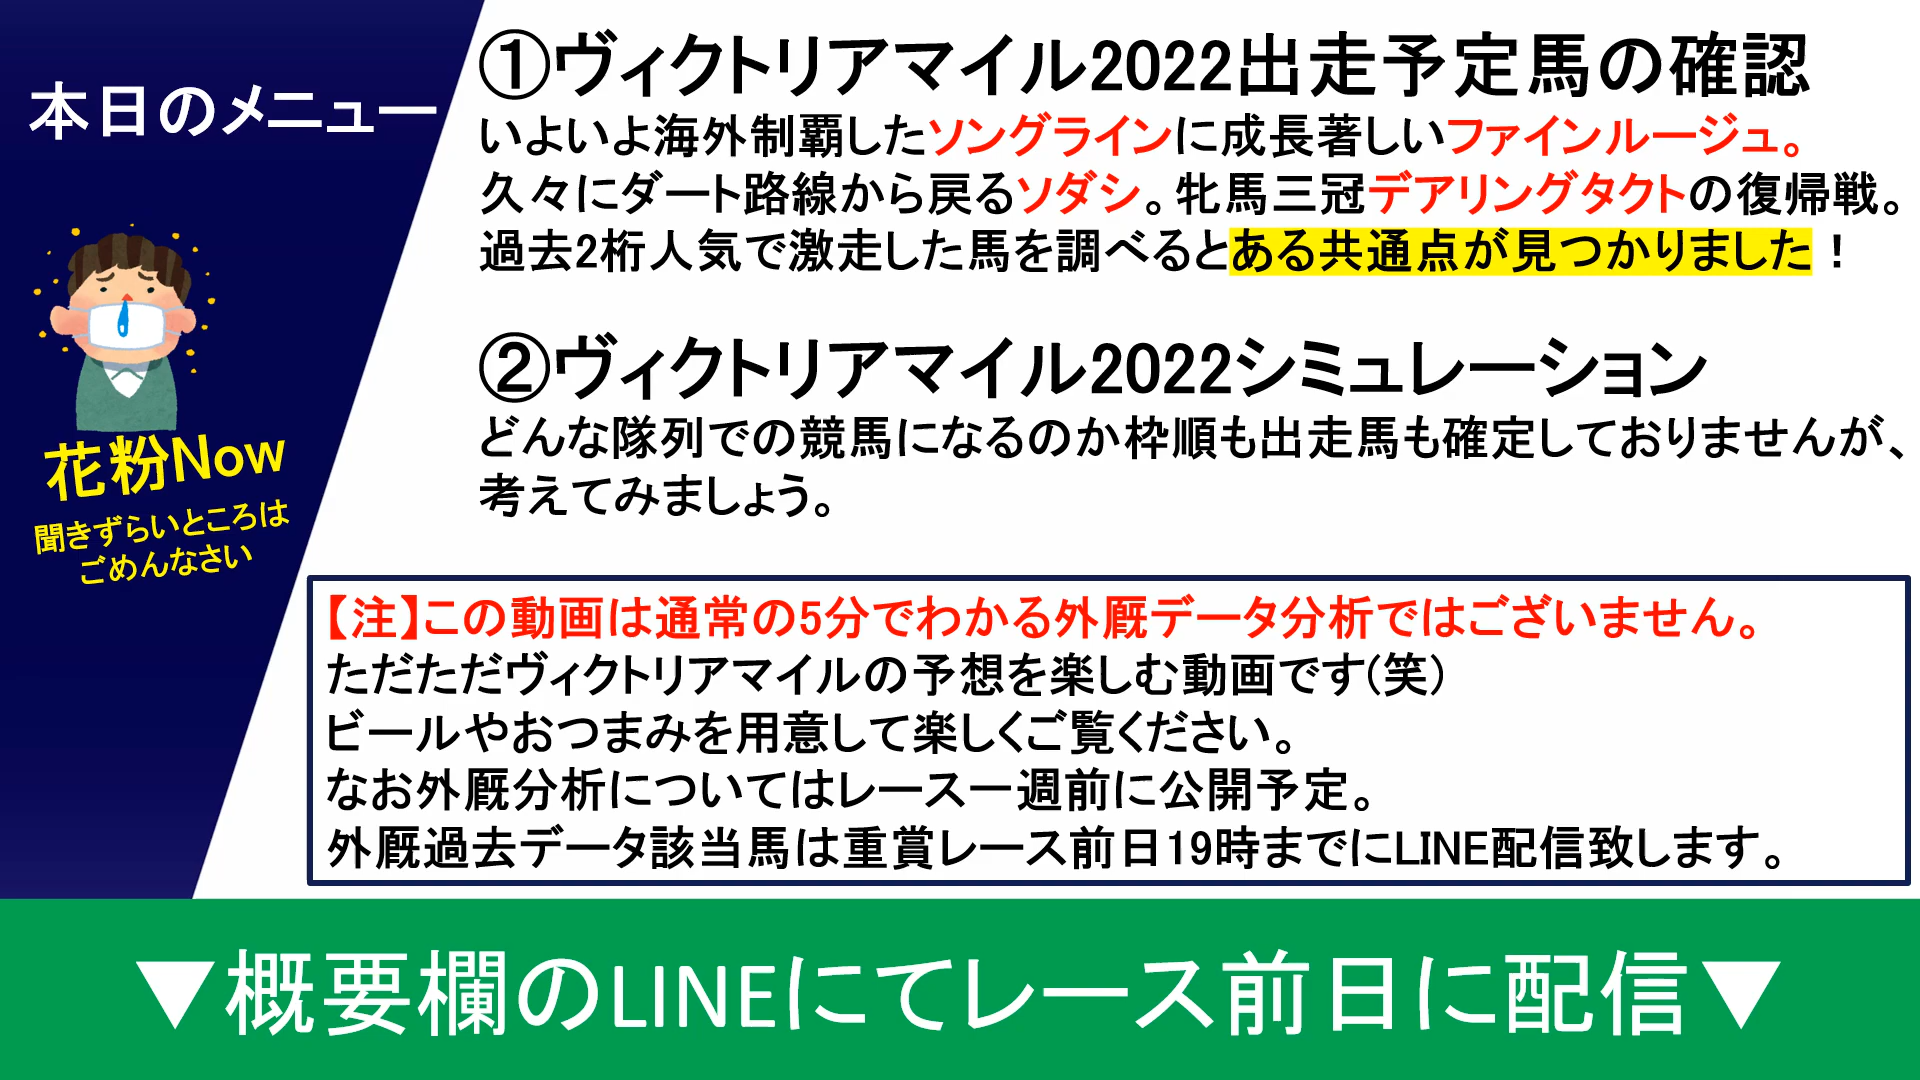 本日のメニュー
花粉Now
聞きずらいところは
ごめんなさい
①ヴィクトリアマイル2022出走予定馬の確認
いよいよ海外制覇したソングラインに成長著しいファインルージュ。
久々にダート路線から戻るソダシ。牝馬三冠デアリングタクトの復帰戦。
過去2桁人気で激走した馬を調べるとある共通点が見つかりました！
②ヴィクトリアマイル2022シミュレーション
どんな隊列での競馬になるのか枠順も出走馬も確定しておりませんが、
考えてみましょう。
【注】この動画は通常の5分でわかる外厩データ分析ではございません。
ただただヴィクトリアマイルの予想を楽しむ動画です(笑)
ビールやおつまみを用意して楽しくご覧ください。
なお外厩分析についてはレース一週前に公開予定。
外厩過去データ該当馬は重賞レース前日19時までにLINE配信致します。
▼概要欄のLINEにてレース前日に配信▼